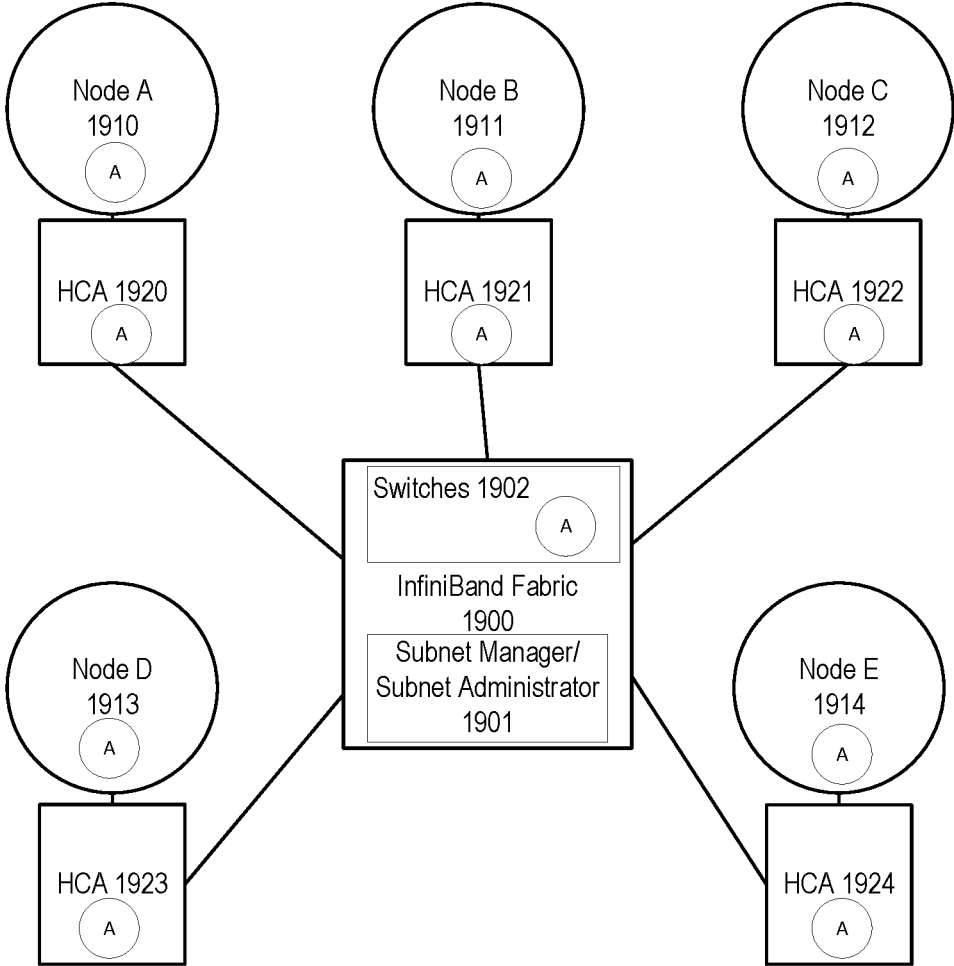 Node A
1910
A
Node B
1911
A
Node C
1912
A
HCA 1920
A
HCA 1921
A
HCA 1922
A
Switches 1902
A
InfiniBand Fabric
1900
Subnet Manager/
Subnet Administrator
1901
Node D
1913
A
Node E
1914
A
HCA 1923
A
HCA 1924
A